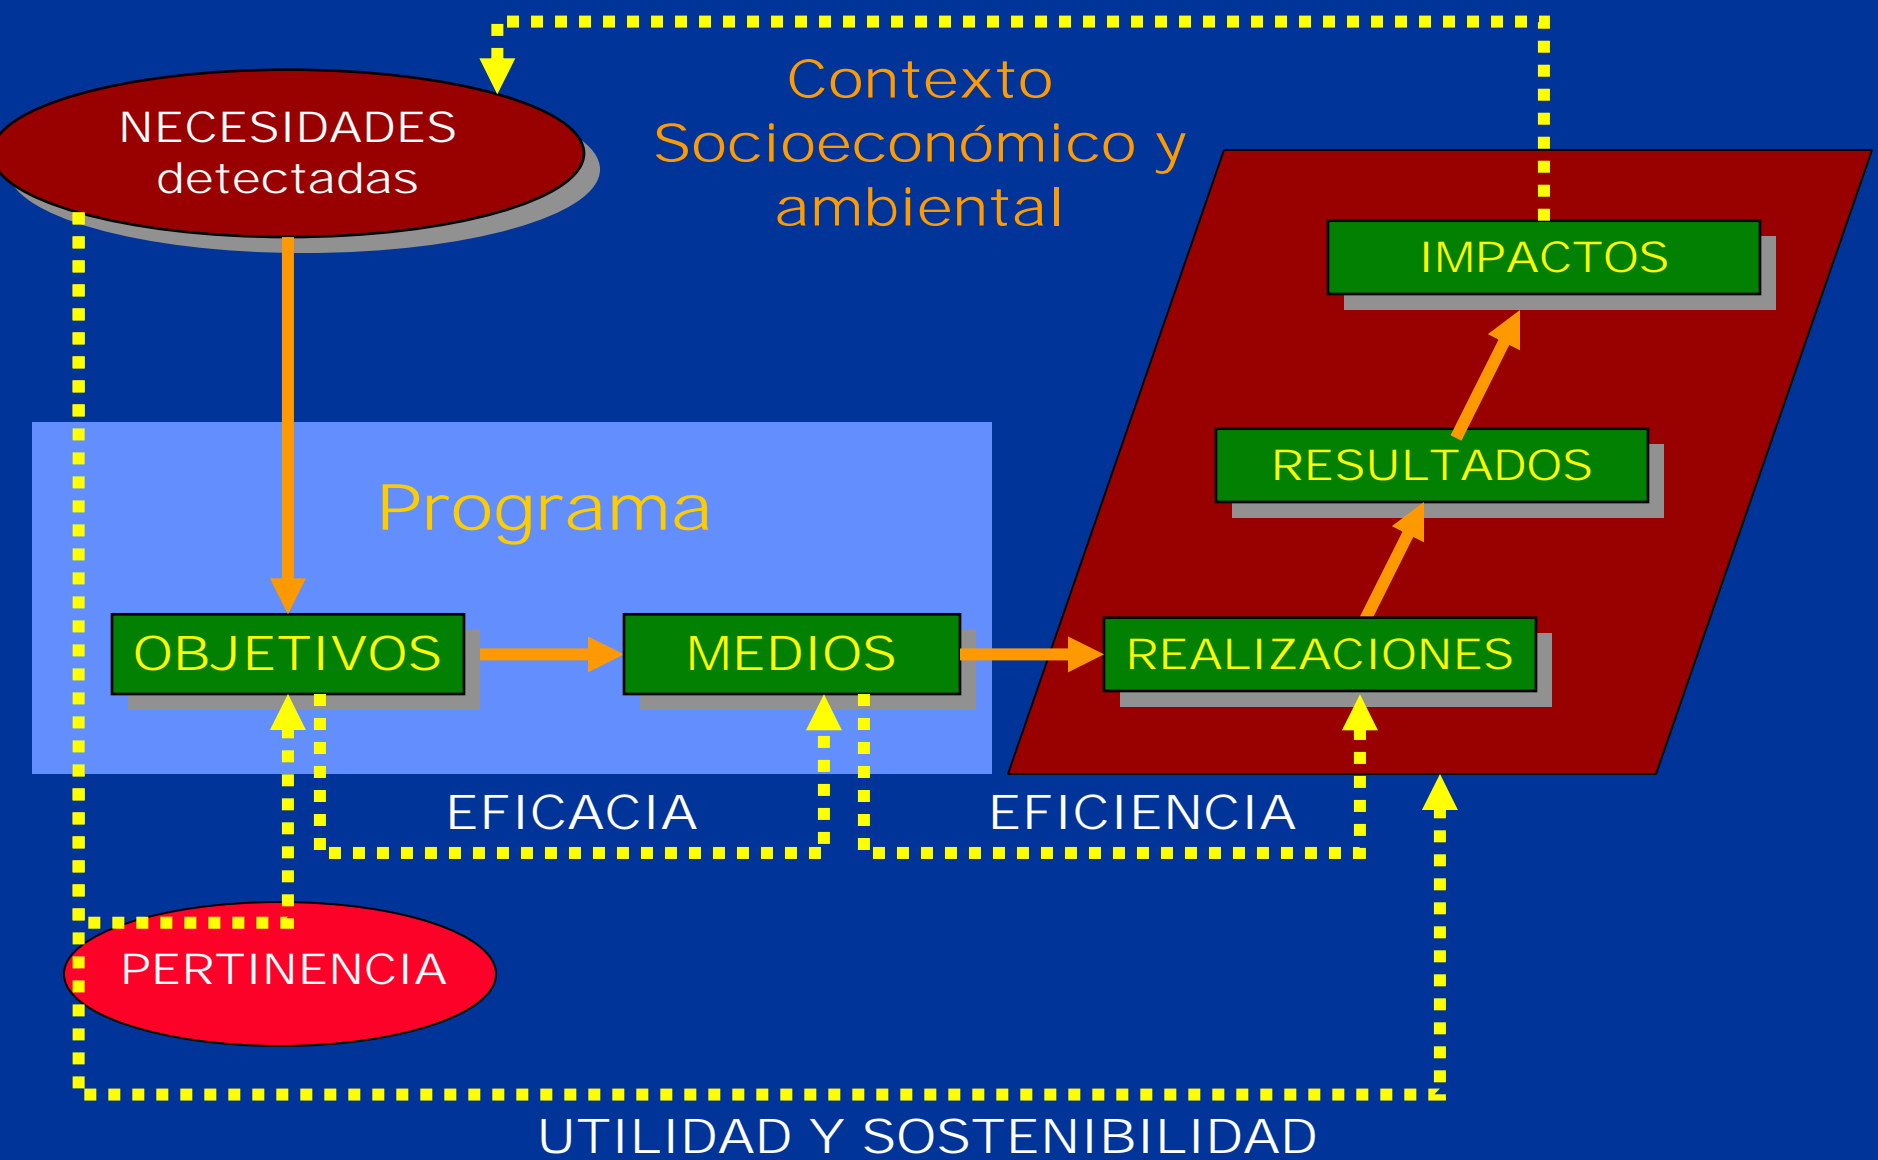 Contexto
Socioeconómico y
ambiental
NECESIDADES
detectadas
IMPACTOS
RESULTADOS
Programa
OBJETIVOS
MEDIOS
REALIZACIONES
EFICACIA
EFICIENCIA
PERTINENCIA
UTILIDAD Y SOSTENIBILIDAD